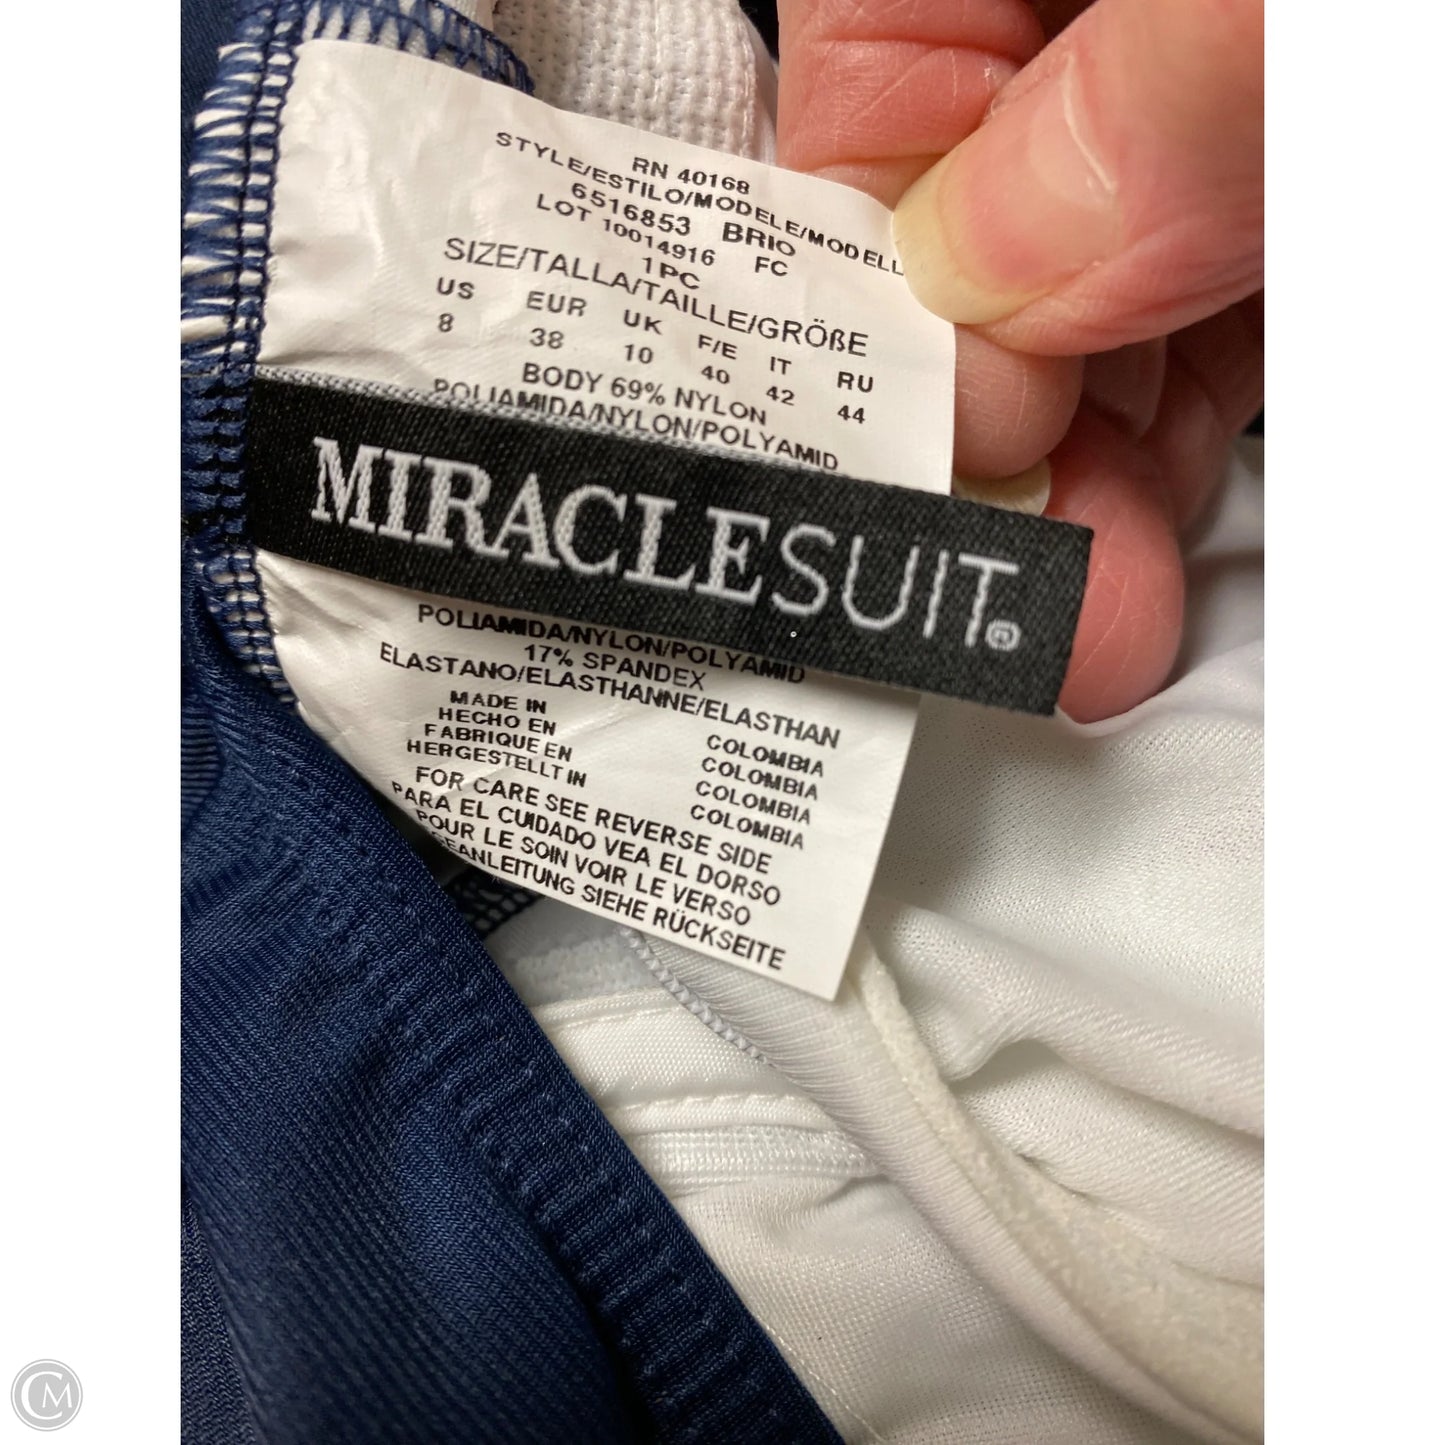 RN 40168
STYLE/ESTILO/MODELE/MODELL
6516853 BRIO
LOT 10014916 FC
1PC
SIZE/TALLA/TAILLE/GRÖßE
US EUR UK F/E IT RU
8 38 10 40 42 44
BODY 69% NYLON
POLIAMIDA/NYLON/POLYAMID
MIRACLESUIT®
POLIAMIDA/NYLON/POLYAMID
17% SPANDEX
ELASTANO/ELASTHANNE/ELASTHAN
MADE IN COLOMBIA
HECHO EN COLOMBIA
FABRIQUE EN COLOMBIA
HERGESTELLT IN COLOMBIA
FOR CARE SEE REVERSE SIDE
PARA EL CUIDADO VEA EL DORSO
POUR LE SOIN VOIR LE VERSO
SIEHE RÜCKSEITE
CM